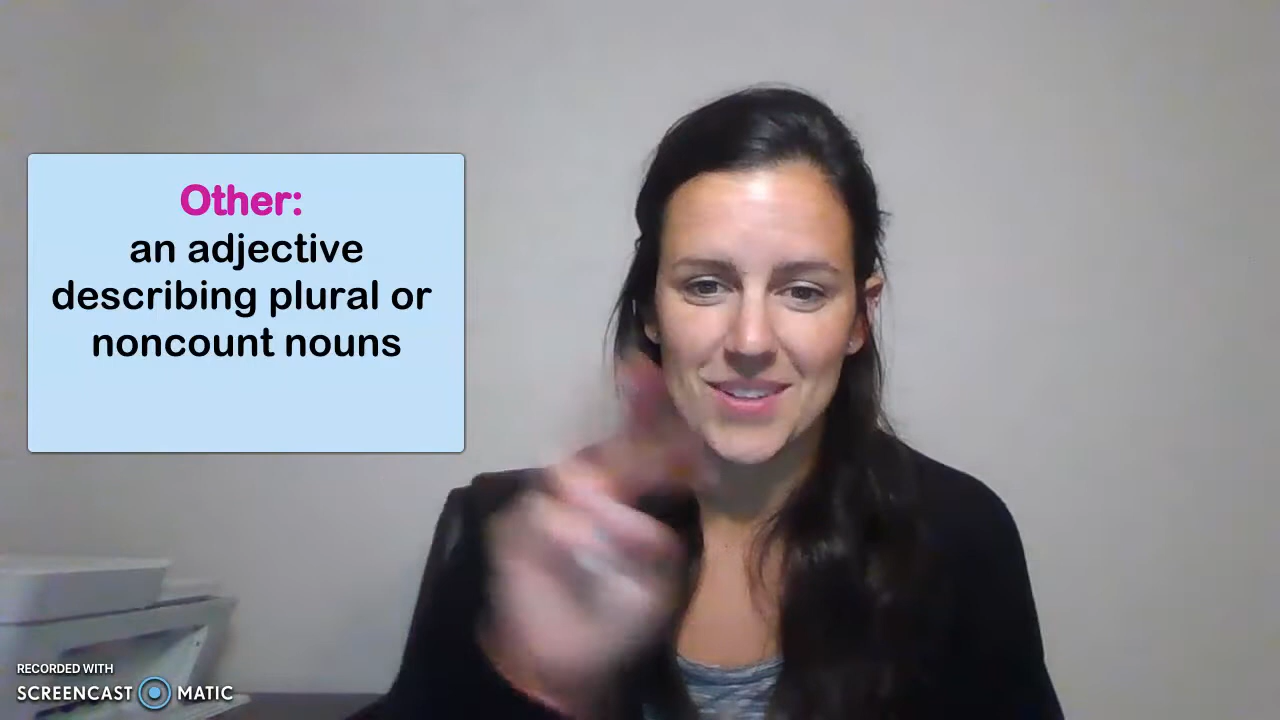 Other:
an adjective
describing plural or
noncount nouns
RECORDED WITH
SCREENCAST MATIC